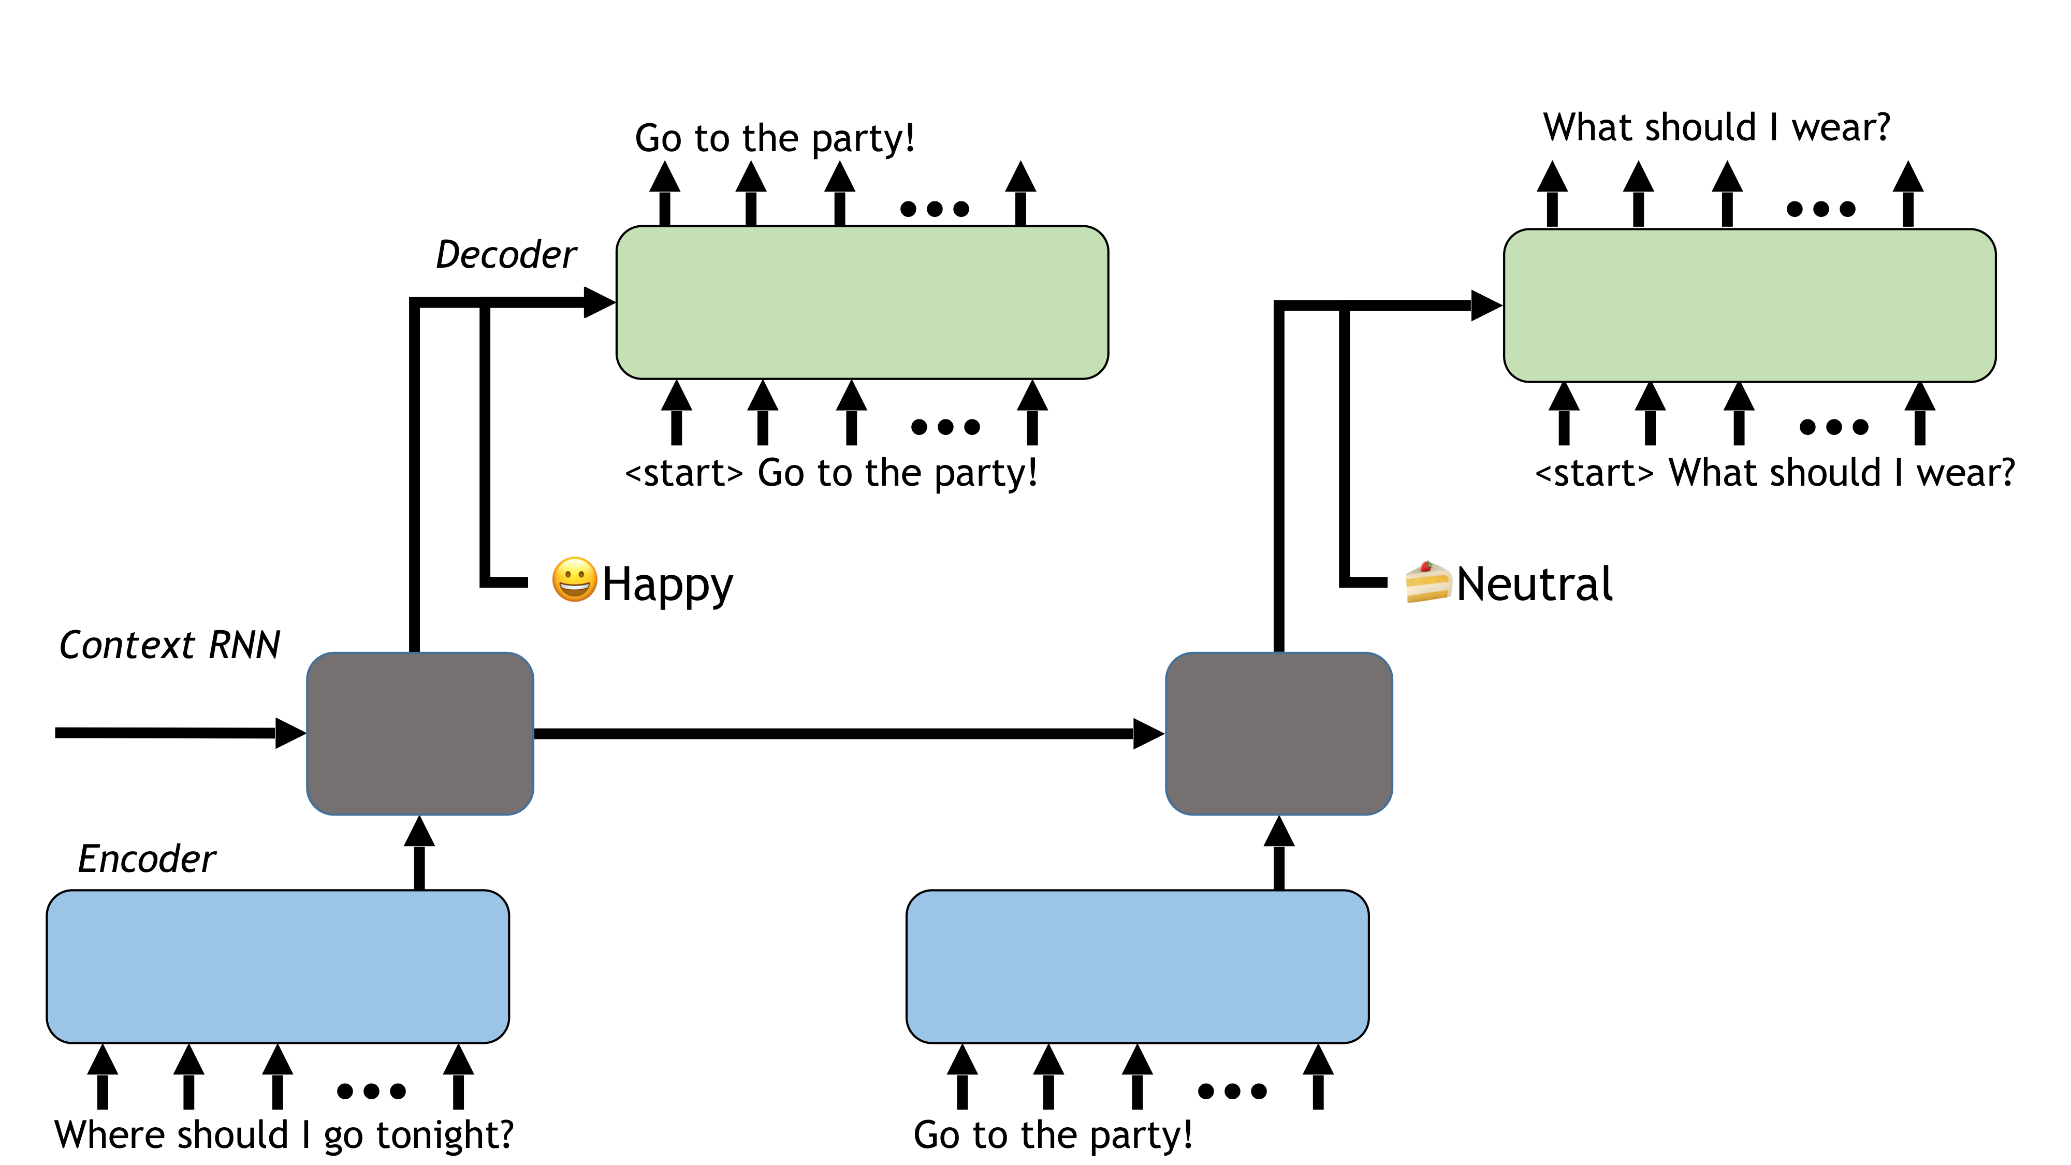 Go to the party!
What should I wear?
Decoder
<start> Go to the party!
<start> What should I wear?
😀Happy
🍰Neutral
Context RNN
Encoder
Where should I go tonight?
Go to the party!